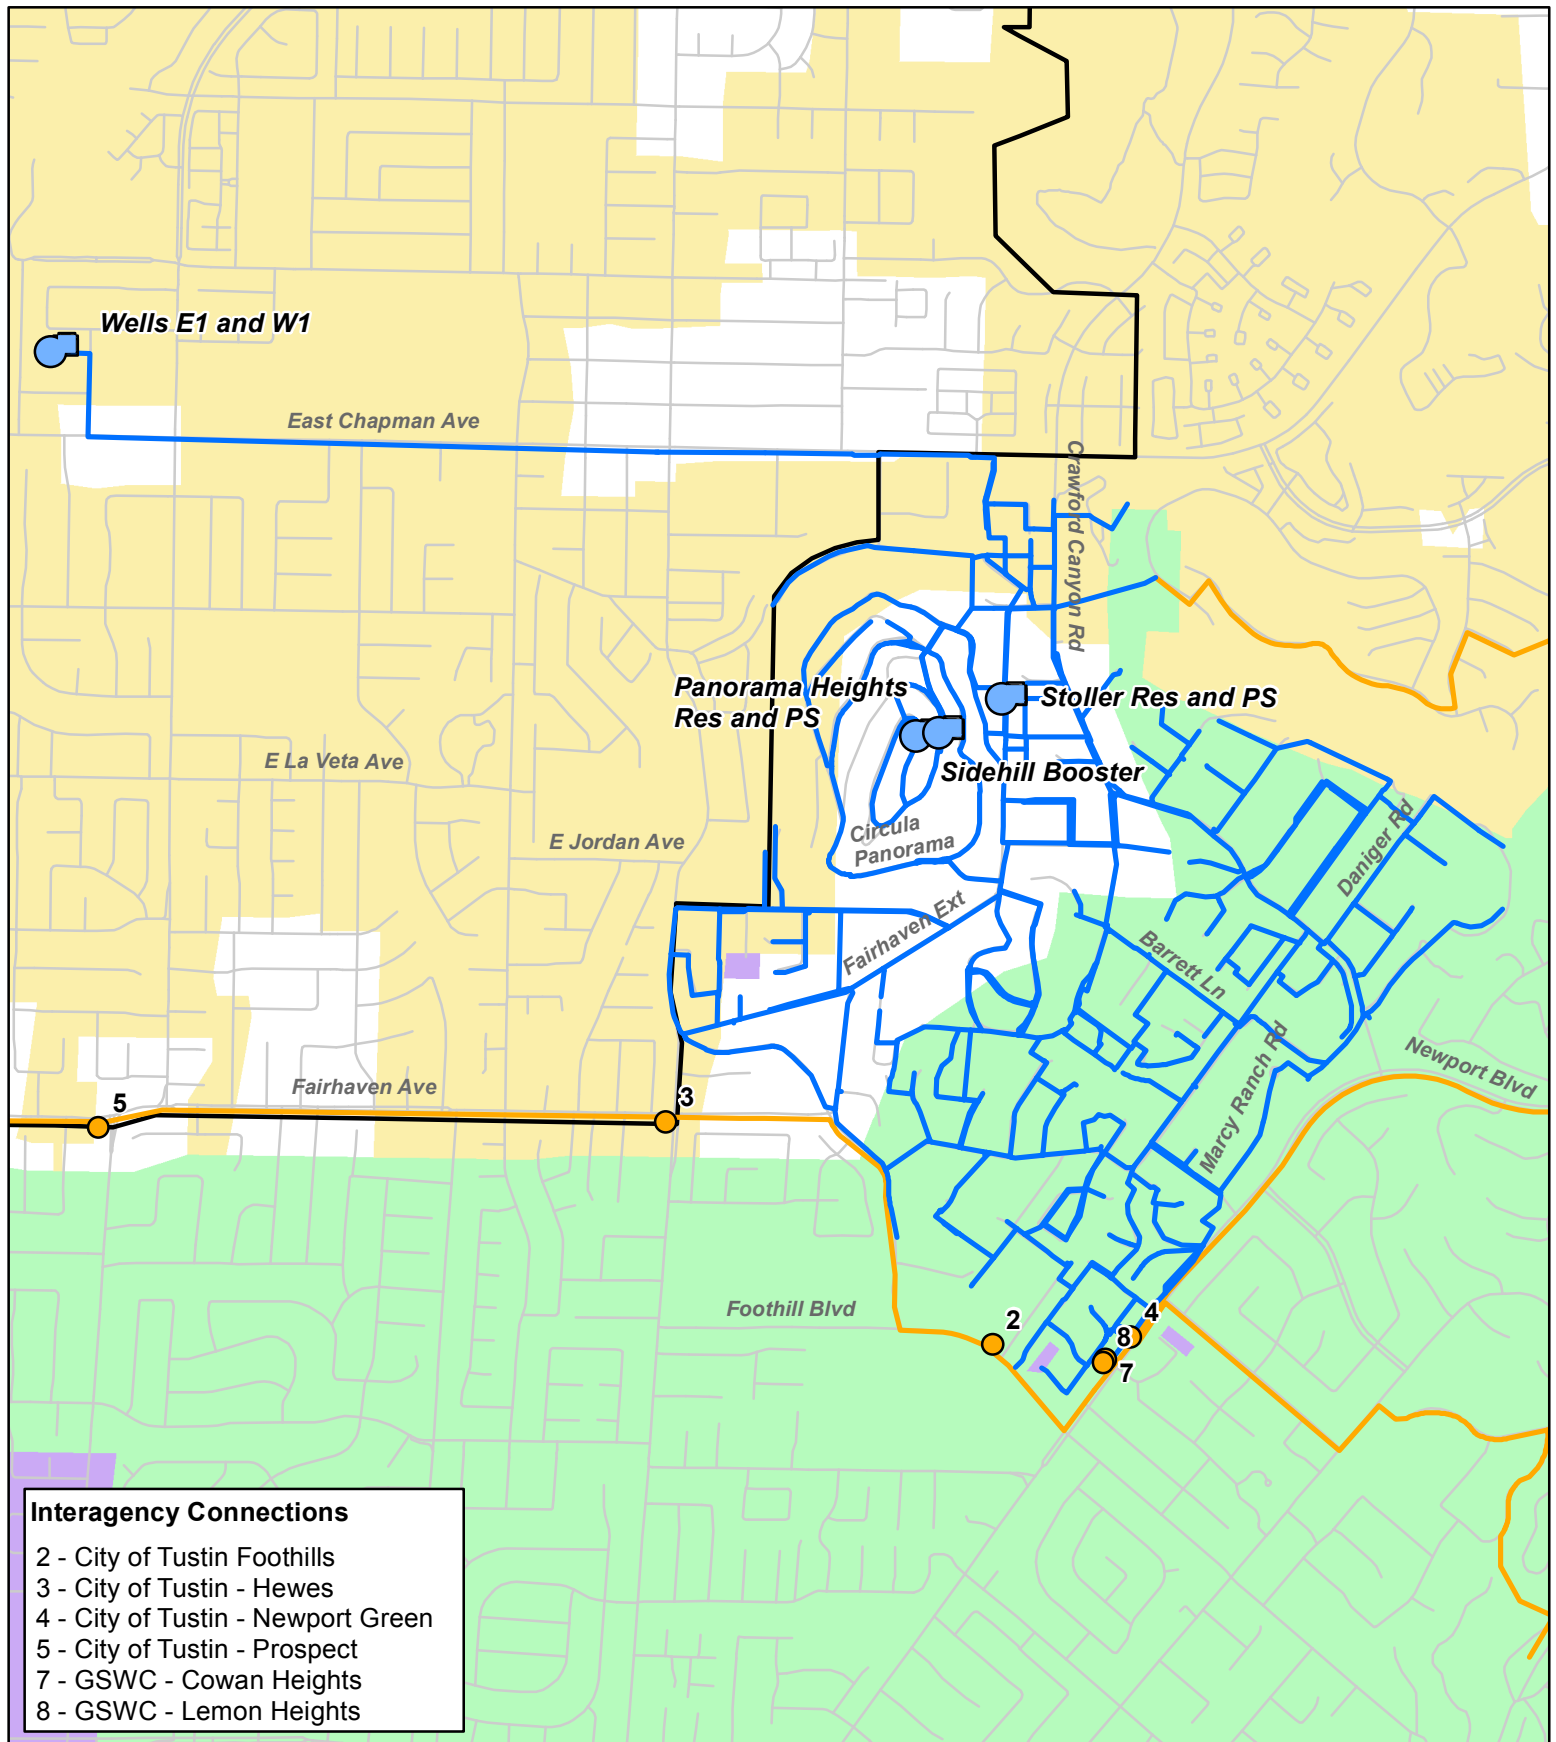 Wells E1 and W1
East Chapman Ave
Crawford Canyon Rd
Panorama Heights
Res and PS
Stoller Res and PS
E La Veta Ave
Sidehill Booster
E Jordan Ave
Circula
Panorama
Daniger Rd
Fairhaven Ext
Barrett Ln
Marcy Ranch Rd
Newport Blvd
Fairhaven Ave
5
3
Foothill Blvd
2
4
8
7
Interagency Connections
2 - City of Tustin Foothills
3 - City of Tustin - Hewes
4 - City of Tustin - Newport Green
5 - City of Tustin - Prospect
7 - GSWC - Cowan Heights
8 - GSWC - Lemon Heights